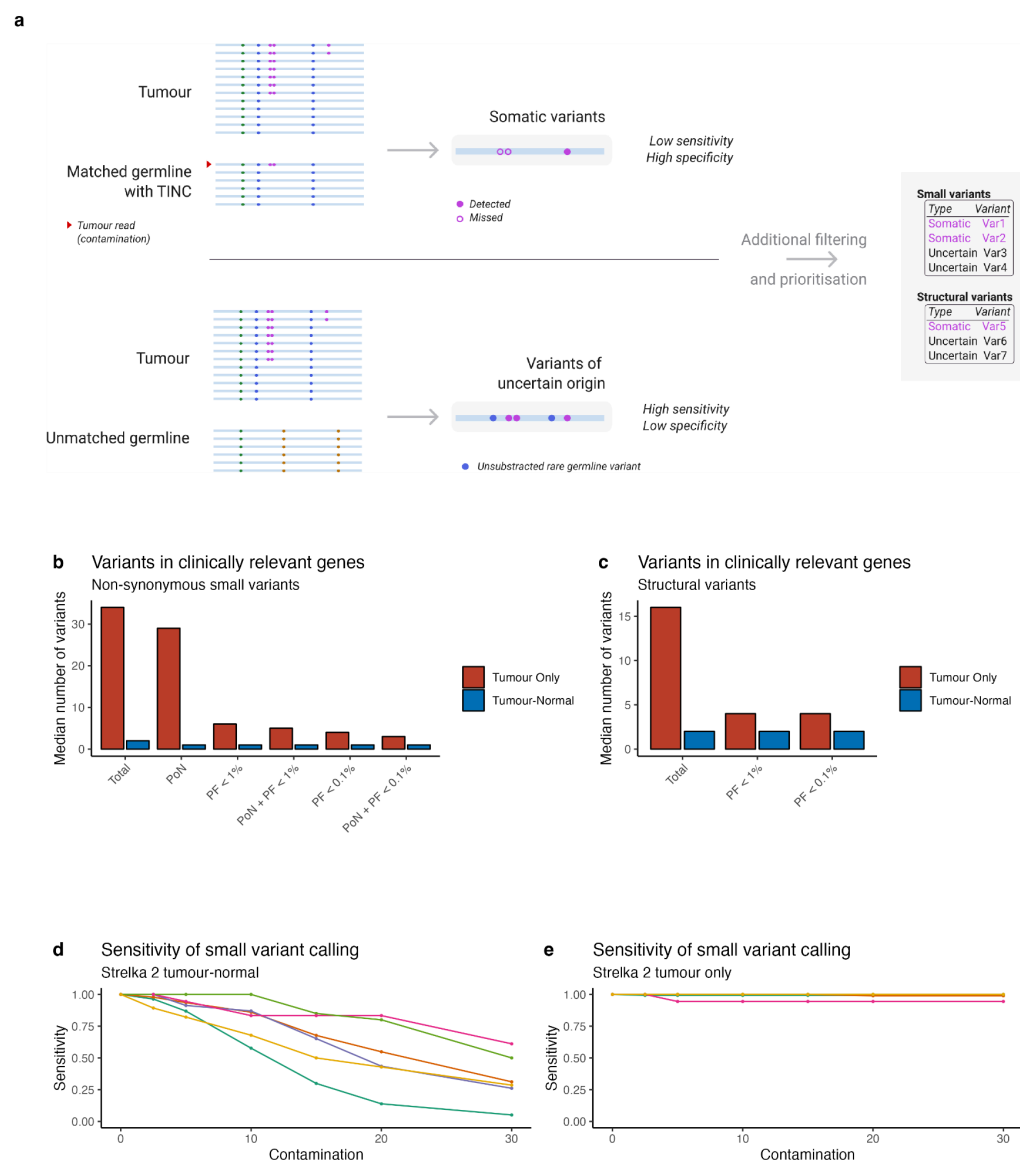 a
Tumour
Matched germline
with TINC
Tumour read
(contamination)
Somatic variants
Low sensitivity
High specificity
Detected
Missed
Tumour
Unmatched germline
Variants of
uncertain origin
High sensitivity
Low specificity
Unsubstracted rare germline variant
Additional filtering
and prioritisation
Small variants
Type Variant
Somatic Var1
Somatic Var2
Uncertain Var3
Uncertain Var4
Structural variants
Type Variant
Somatic Var5
Uncertain Var6
Uncertain Var7
b Variants in clinically relevant genes
Non-synonymous small variants
Median number of variants
30
20
10
0
Total
PoN
PF < 1%
PoN + PF < 1%
PF < 0.1%
PoN + PF < 0.1%
Tumour Only
Tumour-Normal
c Variants in clinically relevant genes
Structural variants
Median number of variants
15
10
5
0
Total
PF < 1%
PF < 0.1%
Tumour Only
Tumour-Normal
d Sensitivity of small variant calling
Strelka 2 tumour-normal
Sensitivity
1.00
0.75
0.50
0.25
0.00
0 10 20 30
Contamination
e Sensitivity of small variant calling
Strelka 2 tumour only
Sensitivity
1.00
0.75
0.50
0.25
0.00
0 10 20 30
Contamination